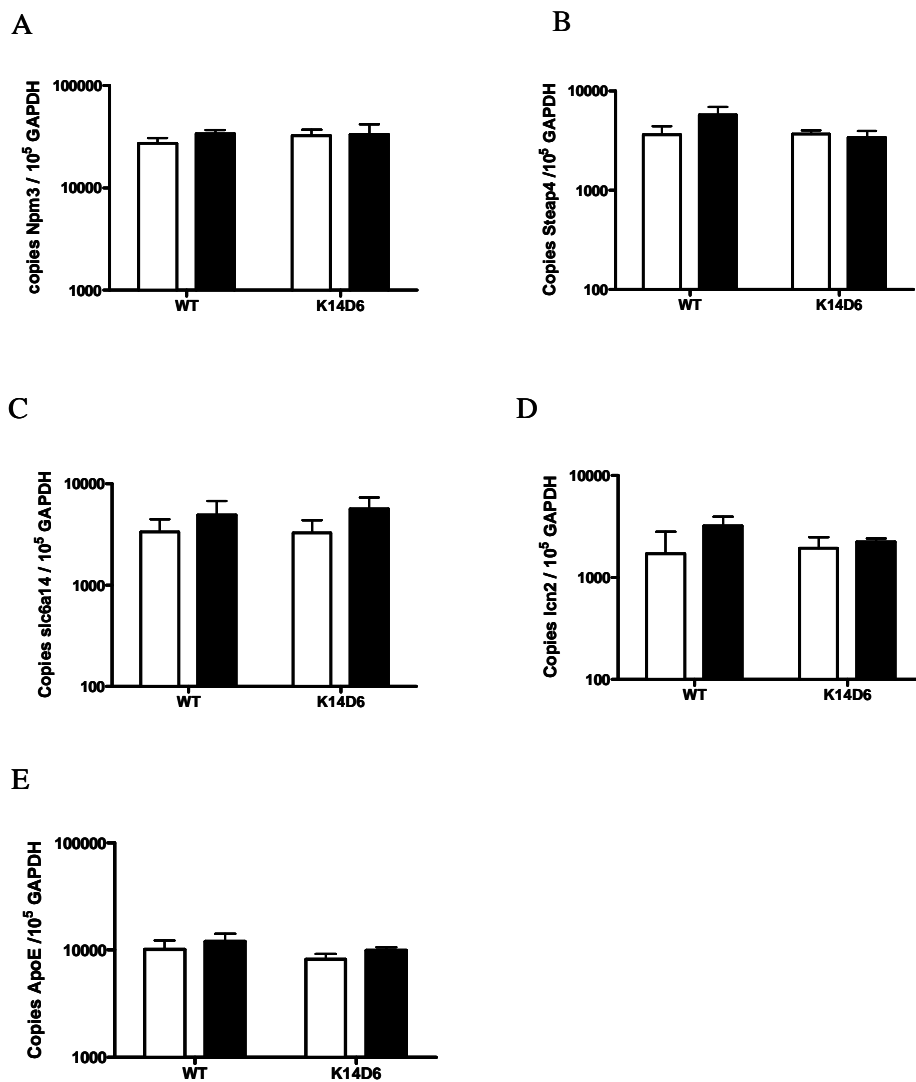 A
copies Npm3 / 10⁵ GAPDH
100000
10000
1000
WT K14D6
B
Copies Steap4 /10⁵ GAPDH
10000
1000
100
WT K14D6
C
Copies slc6a14 / 10⁵ GAPDH
10000
1000
100
WT K14D6
D
Copies lcn2 / 10⁵ GAPDH
10000
1000
100
WT K14D6
E
Copies ApoE /10⁵ GAPDH
100000
10000
1000
WT K14D6